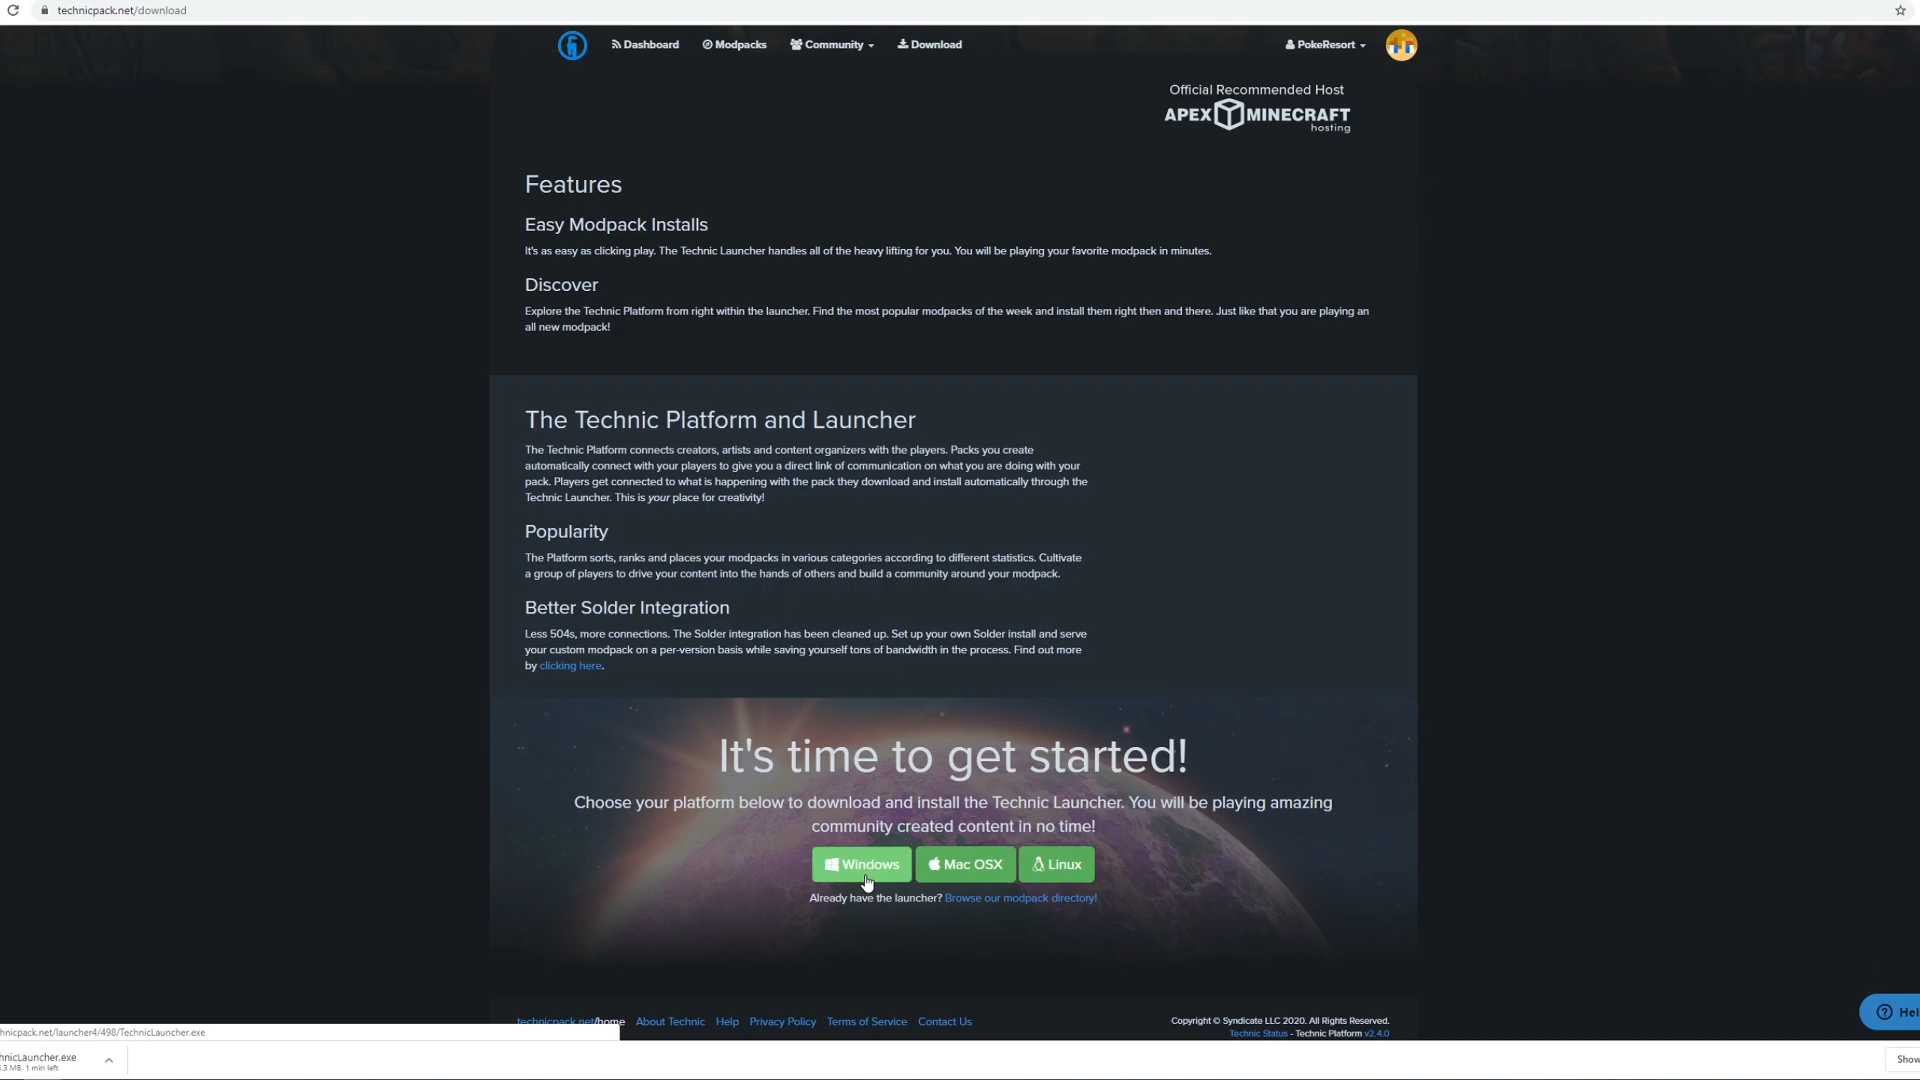 technicpack.net/download
Dashboard
Modpacks
Community
Download
PokeResort
Official Recommended Host
APEX MINECRAFT
hosting
Features
Easy Modpack Installs
It's as easy as clicking play. The Technic Launcher handles all of the heavy lifting for you. You will be playing your favorite modpack in minutes.
Discover
Explore the Technic Platform from right within the launcher. Find the most popular modpacks of the week and install them right then and there. Just like that you are playing an
all new modpack!
The Technic Platform and Launcher
The Technic Platform connects creators, artists and content organizers with the players. Packs you create
automatically connect with your players to give you a direct link of communication on what you are doing with your
pack. Players get connected to what is happening with the pack they download and install automatically through the
Technic Launcher. This is your place for creativity!
Popularity
The Platform sorts, ranks and places your modpacks in various categories according to different statistics. Cultivate
a group of players to drive your content into the hands of others and build a community around your modpack.
Better Solder Integration
Less 504s, more connections. The Solder integration has been cleaned up. Set up your own Solder install and serve
your custom modpack on a per-version basis while saving yourself tons of bandwidth in the process. Find out more
by clicking here.
It's time to get started!
Choose your platform below to download and install the Technic Launcher. You will be playing amazing
community created content in no time!
Windows
Mac OSX
Linux
Already have the launcher? Browse our modpack directory!
technicpack.net/home
About Technic
Help
Privacy Policy
Terms of Service
Contact Us
Copyright © Syndicate LLC 2020. All Rights Reserved.
Technic Status - Technic Platform v2.4.0
hnicpack.net/launcher4/498/TechnicLauncher.exe
hnicLauncher.exe
.3 MB, 1 min left
Show